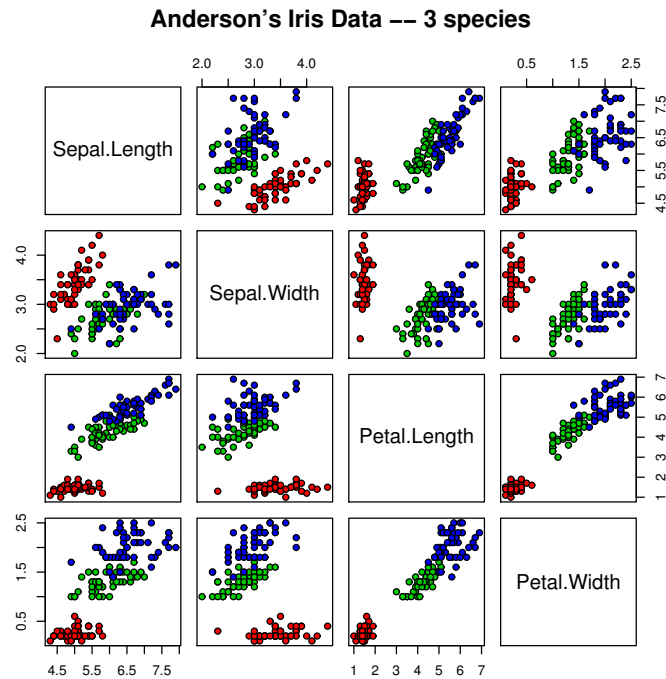 Anderson's Iris Data −− 3 species
2.0 3.0 4.0
0.5 1.5 2.5
Sepal.Length
4.5 5.5 6.5 7.5
2.0 3.0 4.0
Sepal.Width
Petal.Length
1 2 3 4 5 6 7
0.5 1.5 2.5
Petal.Width
4.5 5.5 6.5 7.5
1 2 3 4 5 6 7